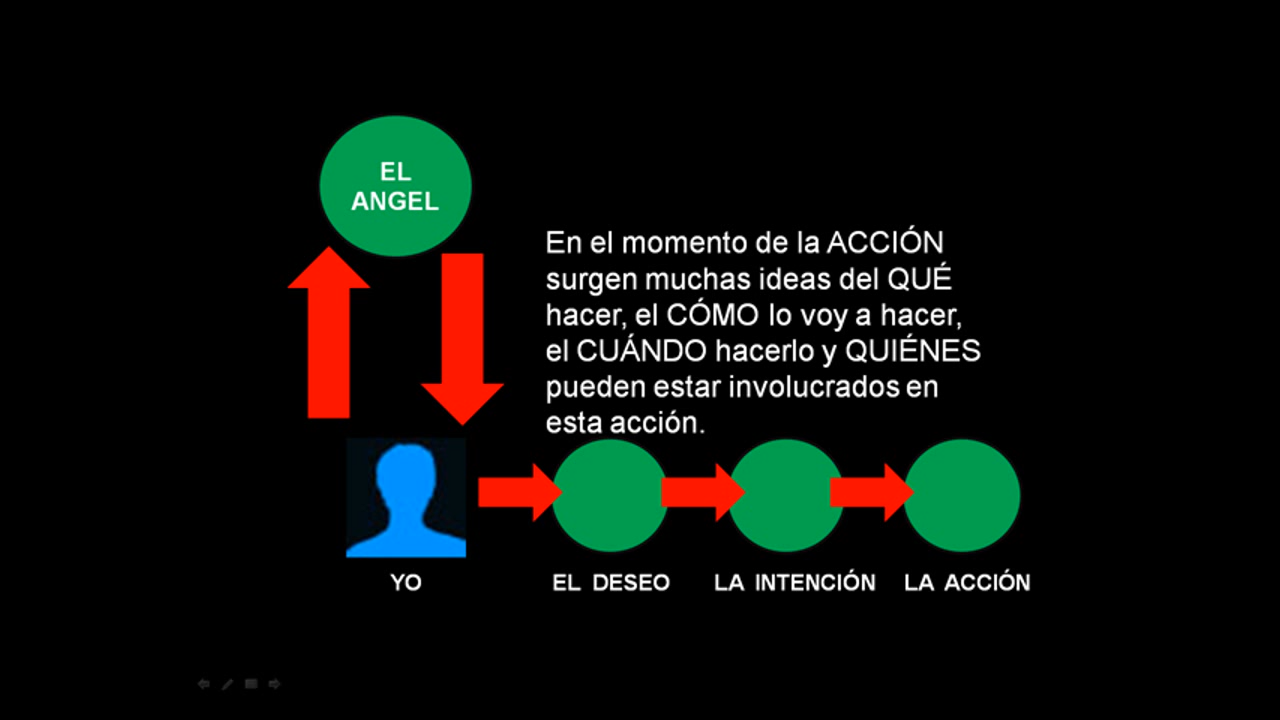 EL
ANGEL
En el momento de la ACCIÓN
surgen muchas ideas del QUÉ
hacer, el CÓMO lo voy a hacer,
el CUÁNDO hacerlo y QUIÉNES
pueden estar involucrados en
esta acción.
YO
EL DESEO
LA INTENCIÓN
LA ACCIÓN